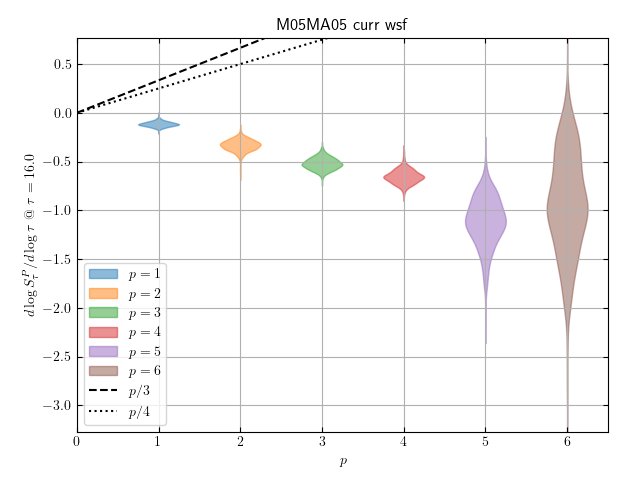 M05MA05 curr wsf
d log S_τ^P / d log τ @ τ = 16.0
0.5
0.0
−0.5
−1.0
−1.5
−2.0
−2.5
−3.0
p = 1
p = 2
p = 3
p = 4
p = 5
p = 6
p/3
p/4
0 1 2 3 4 5 6
p